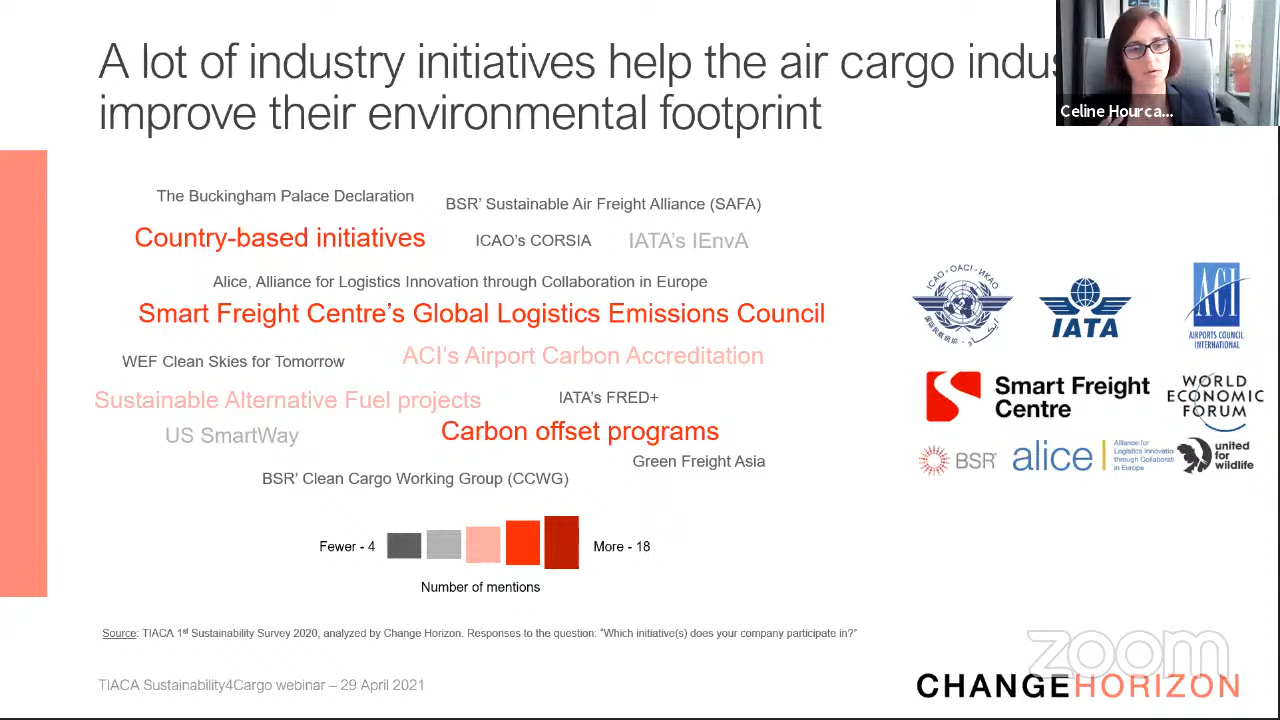 A lot of industry initiatives help the air cargo
improve their environmental footprint
Celine Hourca...
The Buckingham Palace Declaration
BSR' Sustainable Air Freight Alliance (SAFA)
Country-based initiatives
ICAO's CORSIA
IATA's IEnvA
Alice, Alliance for Logistics Innovation through Collaboration in Europe
Smart Freight Centre's Global Logistics Emissions Council
WEF Clean Skies for Tomorrow
ACI's Airport Carbon Accreditation
Sustainable Alternative Fuel projects
IATA's FRED+
US SmartWay
Carbon offset programs
Green Freight Asia
BSR' Clean Cargo Working Group (CCWG)
Fewer - 4
More - 18
Number of mentions
ICAO · OACI · ИКАО
IATA
ACI
AIRPORTS COUNCIL
INTERNATIONAL
Smart Freight
Centre
WORLD
ECONOMIC
FORUM
BSR
alice
Alliance for
Logistics
through
in Europe
united
for
wildlife
Source: TIACA 1st Sustainability Survey 2020, analyzed by Change Horizon. Responses to the question: "Which initiative(s) does your company participate in?"
TIACA Sustainability4Cargo webinar – 29 April 2021
zoom
CHANGEHORIZON